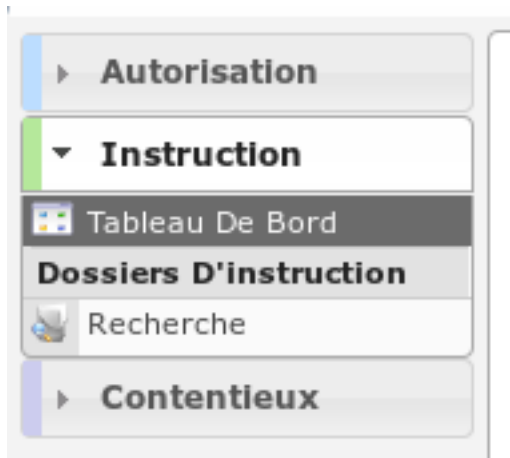 Autorisation
Instruction
Tableau De Bord
Dossiers D'instruction
Recherche
Contentieux